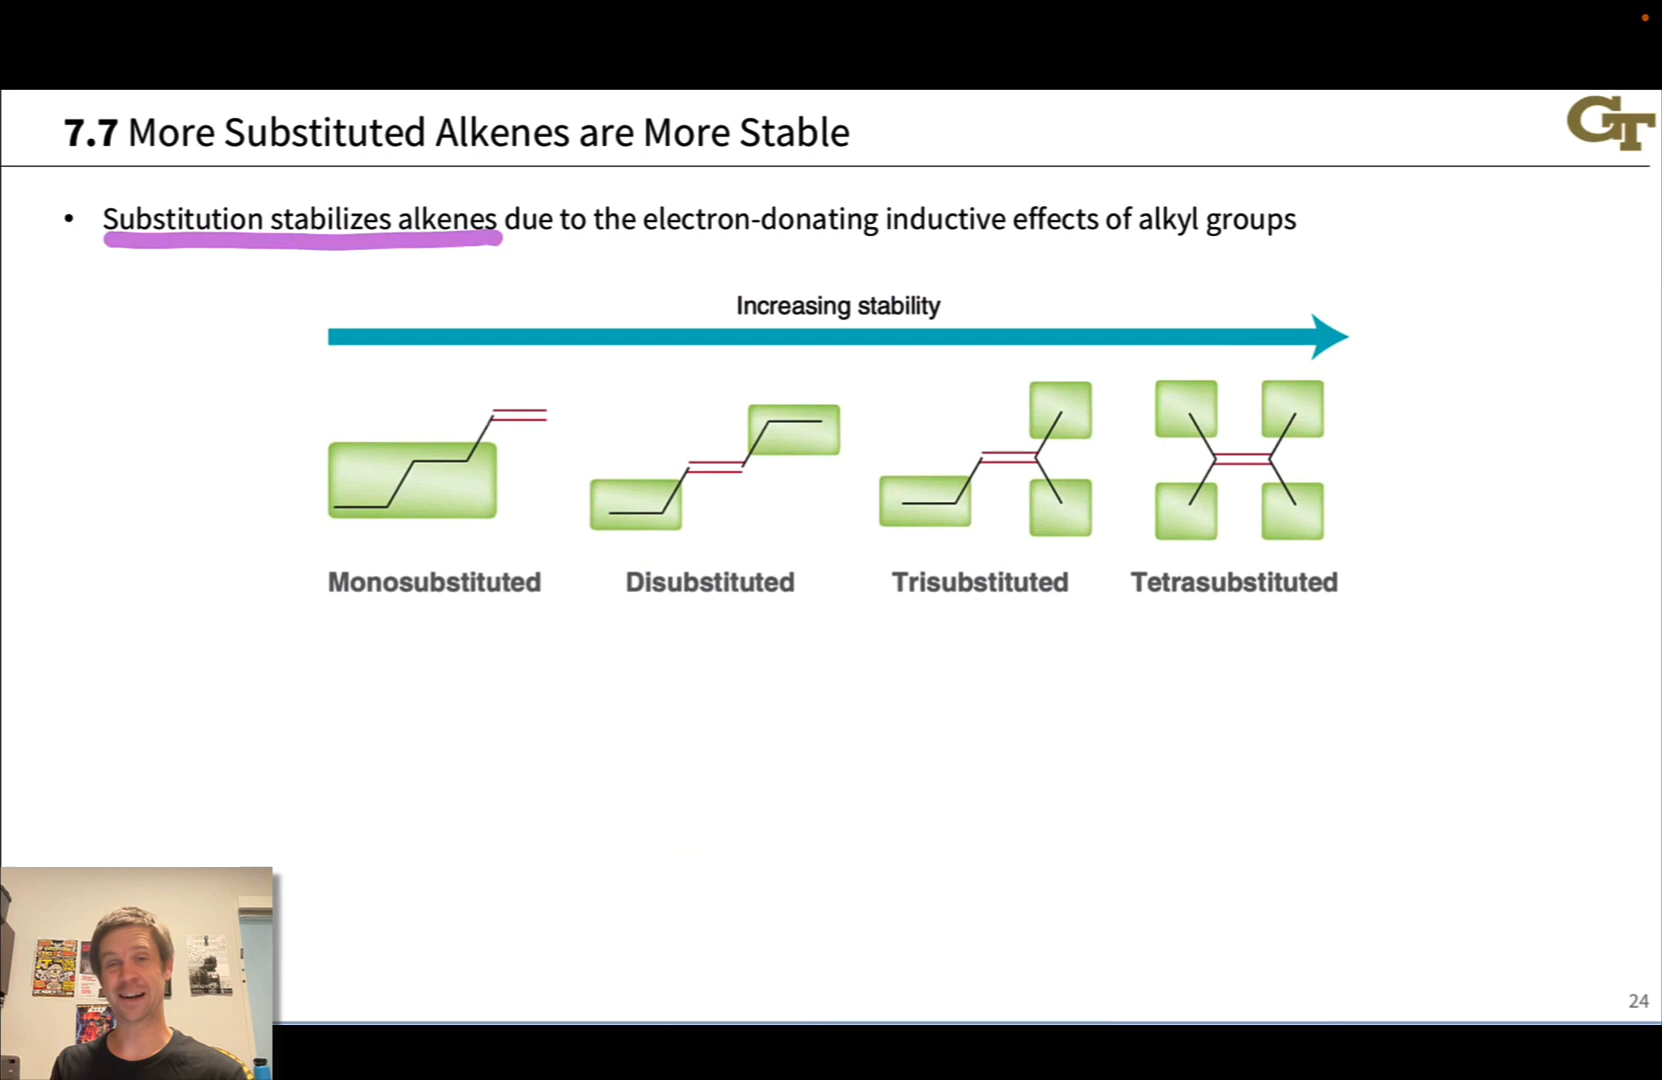 7.7 More Substituted Alkenes are More Stable
GT
• Substitution stabilizes alkenes due to the electron-donating inductive effects of alkyl groups
Increasing stability
Monosubstituted Disubstituted Trisubstituted Tetrasubstituted
24